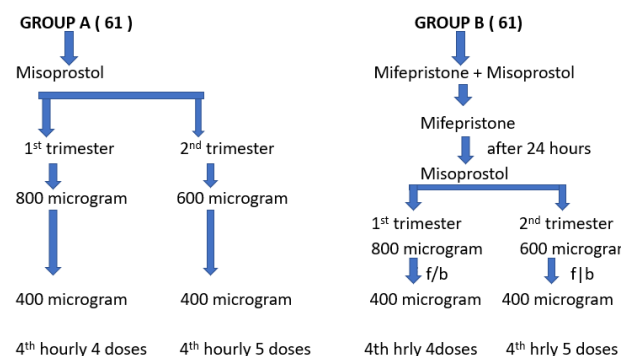 GROUP A ( 61 )
Misoprostol
1st trimester
2nd trimester
800 microgram
600 microgram
400 microgram
400 microgram
4th hourly 4 doses
4th hourly 5 doses
GROUP B ( 61)
Mifepristone + Misoprostol
Mifepristone
after 24 hours
Misoprostol
1st trimester
2nd trimester
800 microgram
600 microgra
f/b
f|b
400 microgram
400 microgram
4th hrly 4doses
4th hrly 5 doses